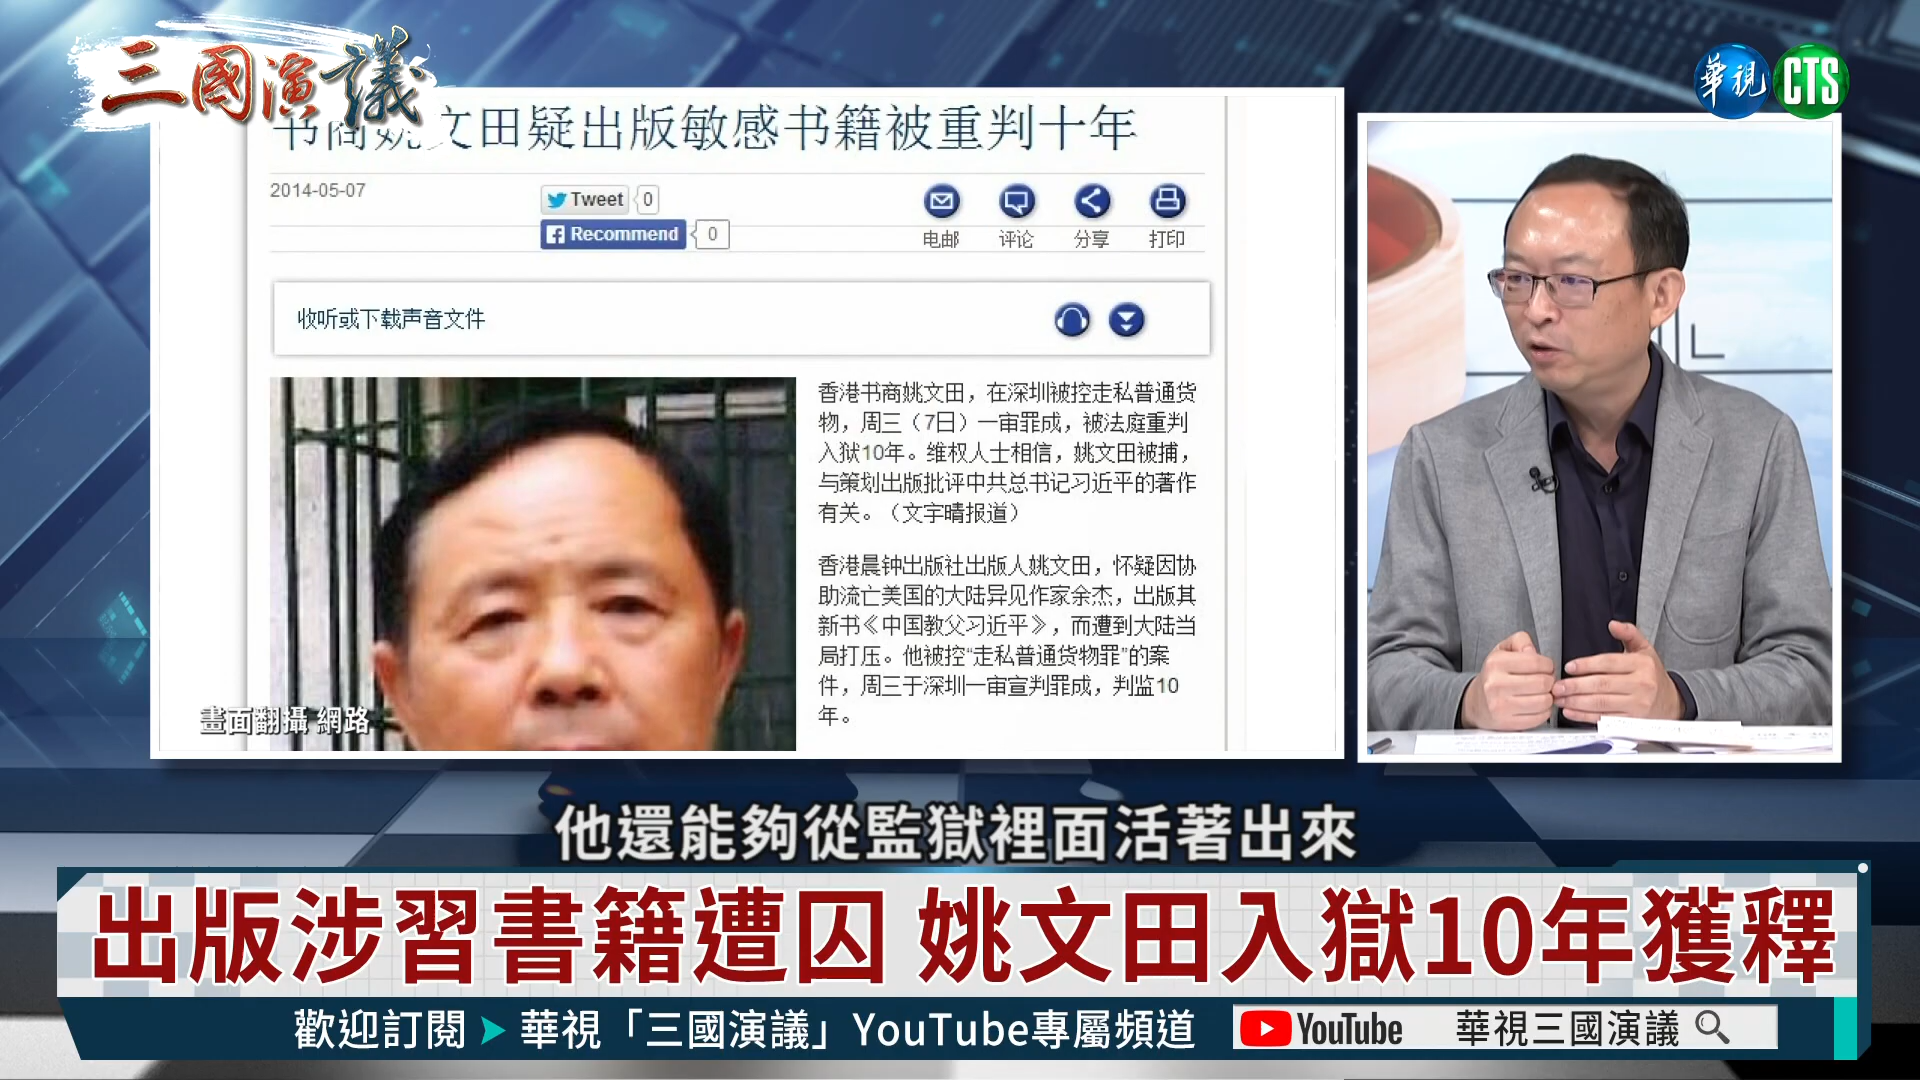 三國演議
華視 CTS
书商姚文田疑出版敏感书籍被重判十年
2014-05-07
Tweet 0
Recommend 0
电邮 评论 分享 打印
收听或下载声音文件
香港书商姚文田，在深圳被控走私普通货
物，周三（7日）一审罪成，被法庭重判
入狱10年。维权人士相信，姚文田被捕，
与策划出版批评中共总书记习近平的著作
有关。（文宇晴报道）
香港晨钟出版社出版人姚文田，怀疑因协
助流亡美国的大陆异见作家余杰，出版其
新书《中国教父习近平》，而遭到大陆当
局打压。他被控“走私普通货物罪”的案
件，周三于深圳一审宣判罪成，判监10
年。
畫面翻攝 網路
他還能夠從監獄裡面活著出來
出版涉習書籍遭囚 姚文田入獄10年獲釋
歡迎訂閱 華視「三國演議」YouTube專屬頻道 YouTube 華視三國演議